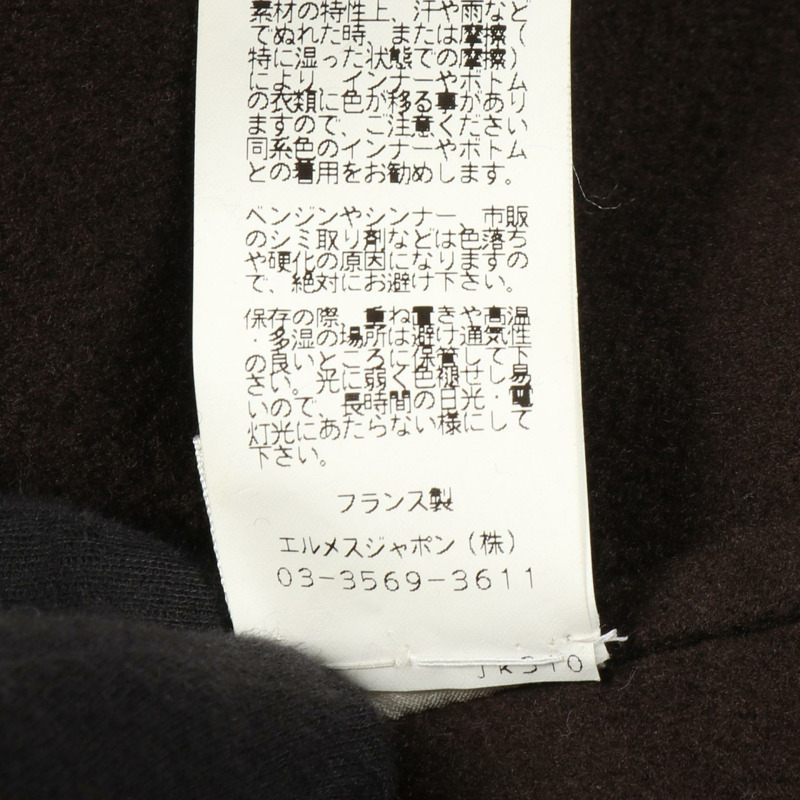 素材の特性上、汗や雨など
でぬれた時、または摩擦（
特に湿った状態での摩擦）
により、インナーやボトム
の衣類に色が移る事があり
ますので、ご注意ください
同系色のインナーやボトム
との着用をお勧めします。
ベンジンやシンナー、市販
のシミ取り剤などは色落ち
や硬化の原因になりますの
で、絶対にお避け下さい。
保存の際、重ね置きや高温
・多湿の場所は避け通気性
の良いところに保管して下
さい。光に弱く色極せし易
いので、長時間の日光・電
灯光にあたらない様にして
下さい。
フランス製
エルメスジャポン（株）
03-3569-3611